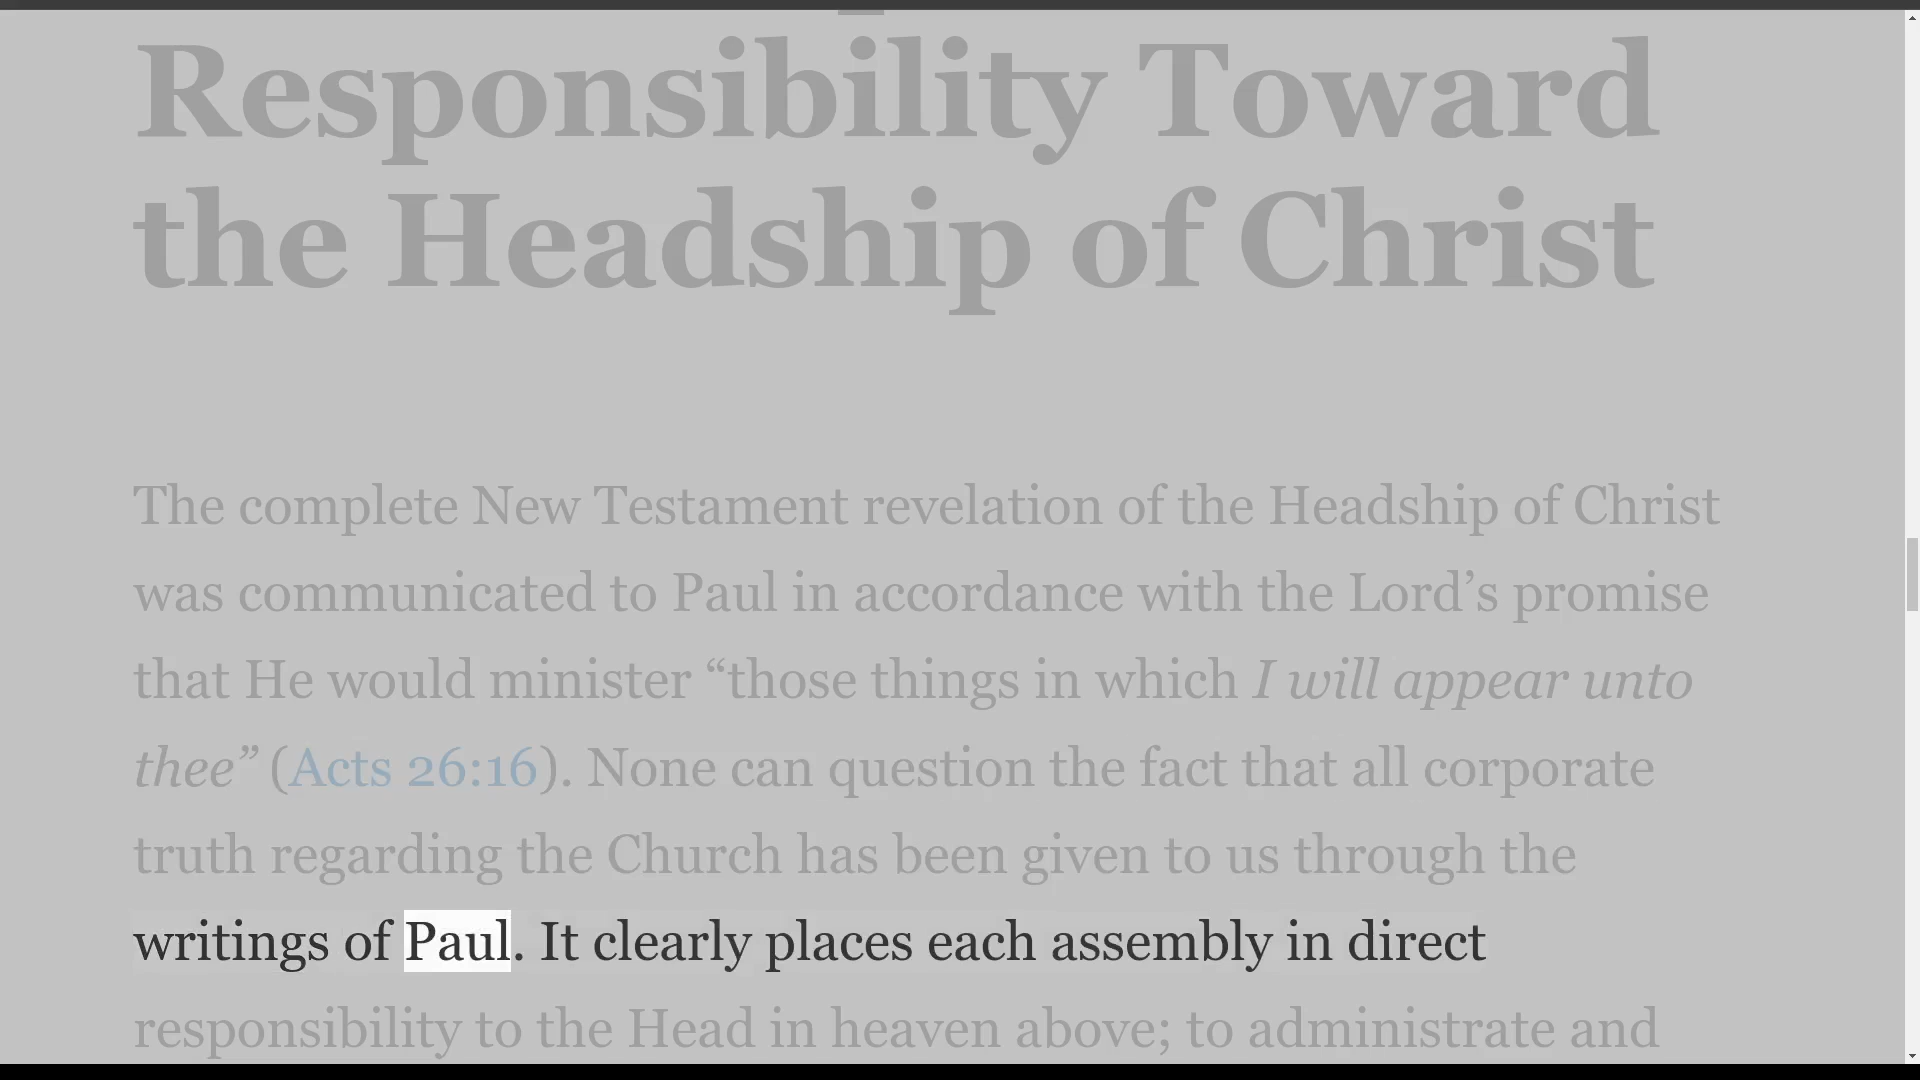 Responsibility Toward
the Headship of Christ
The complete New Testament revelation of the Headship of Christ
was communicated to Paul in accordance with the Lord’s promise
that He would minister “those things in which I will appear unto
thee” (Acts 26:16). None can question the fact that all corporate
truth regarding the Church has been given to us through the
writings of Paul. It clearly places each assembly in direct
responsibility to the Head in heaven above; to administrate and